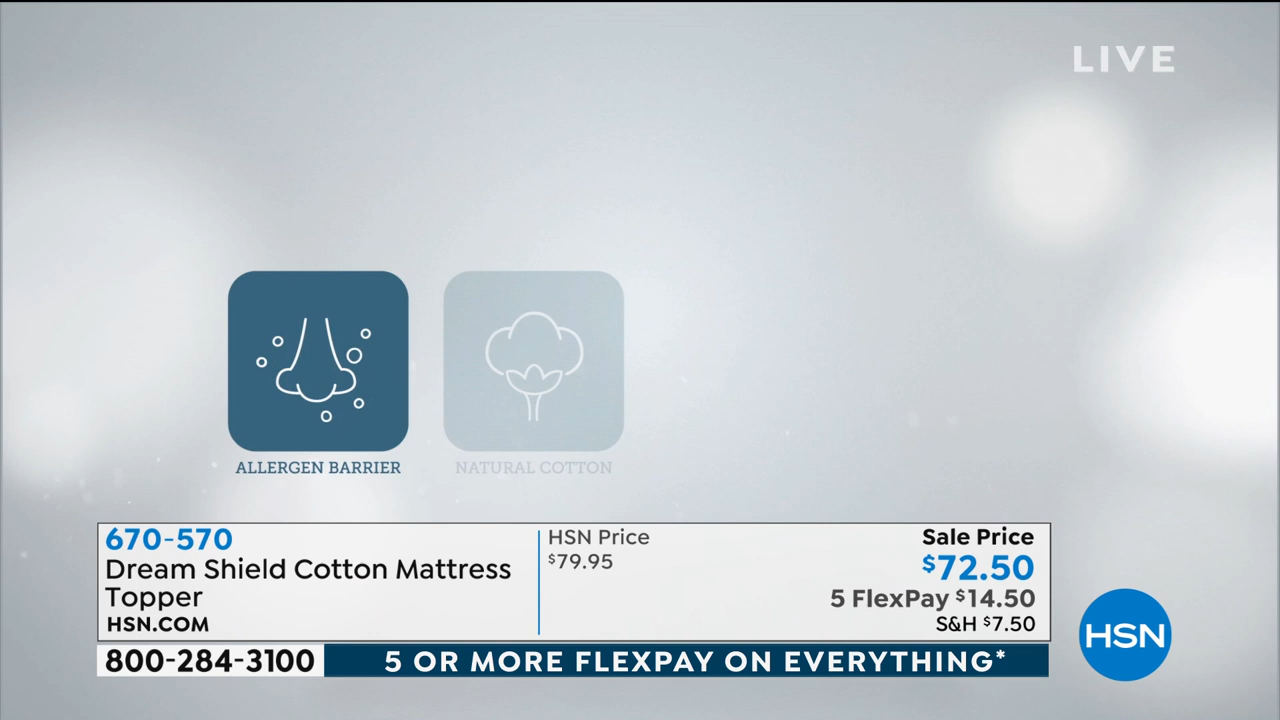 LIVE
ALLERGEN BARRIER
NATURAL COTTON
670-570
Dream Shield Cotton Mattress
Topper
HSN.COM
HSN Price
$79.95
Sale Price
$72.50
5 FlexPay $14.50
S&H $7.50
HSN
800-284-3100
5 OR MORE FLEXPAY ON EVERYTHING*